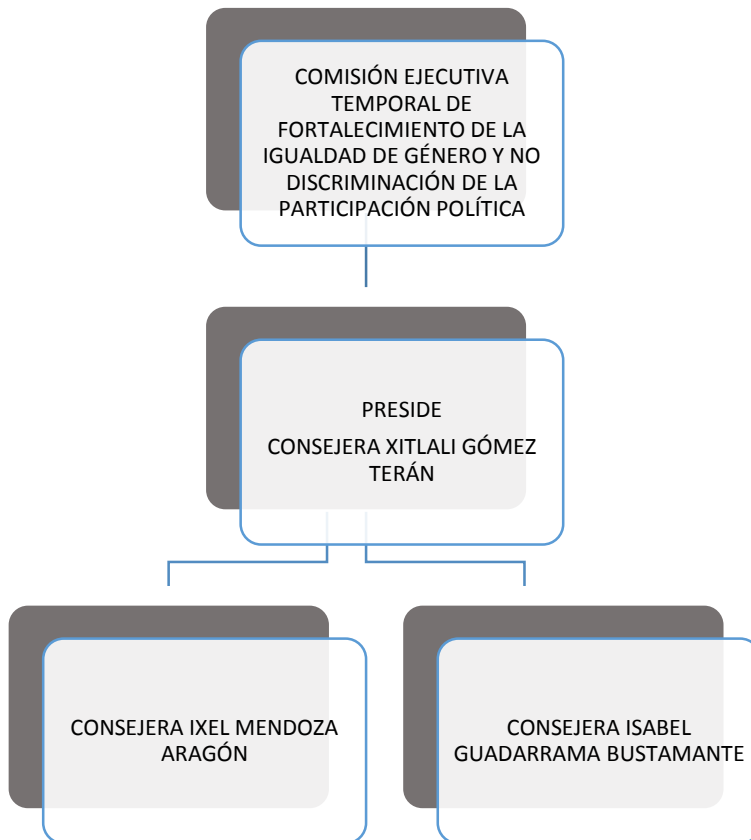 COMISIÓN EJECUTIVA
TEMPORAL DE
FORTALECIMIENTO DE LA
IGUALDAD DE GÉNERO Y NO
DISCRIMINACIÓN DE LA
PARTICIPACIÓN POLÍTICA
PRESIDE
CONSEJERA XITLALI GÓMEZ
TERÁN
CONSEJERA IXEL MENDOZA
ARAGÓN
CONSEJERA ISABEL
GUADARRAMA BUSTAMANTE